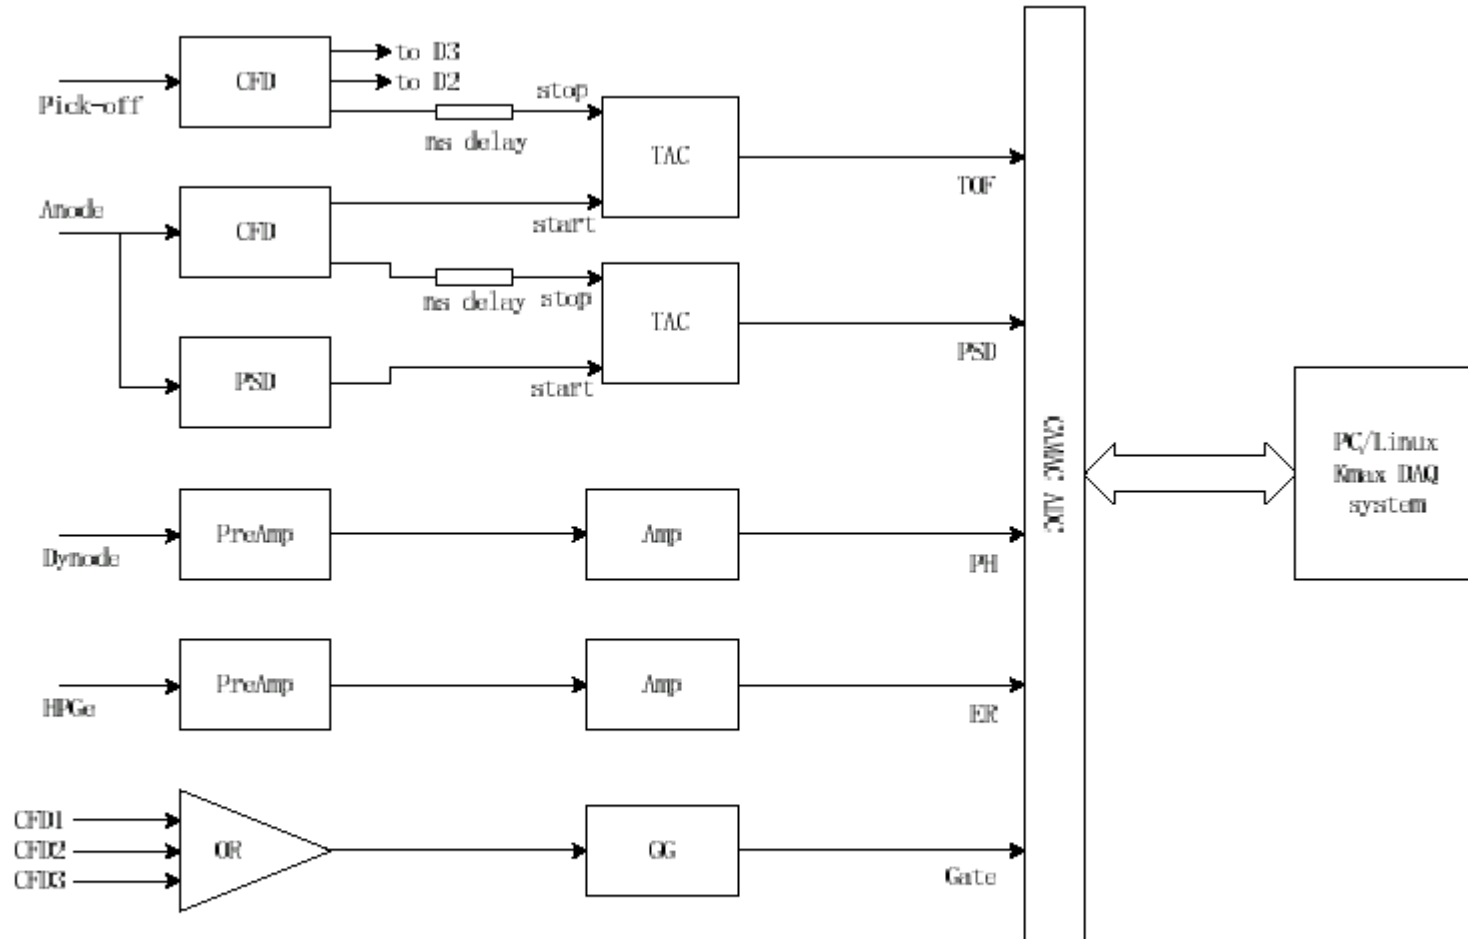 to D3
CFD
to D2
stop
Pick-off
ns delay
TAC
TOF
Anode
CFD
start
ns delay
stop
TAC
PSD
PSD
start
CAMAC ADC
PC/Linux
Kmax DAQ
system
PreAmp
Amp
Dynode
PH
PreAmp
Amp
HPGe
ER
CFD1
CFD2
OR
GG
CFD3
Gate